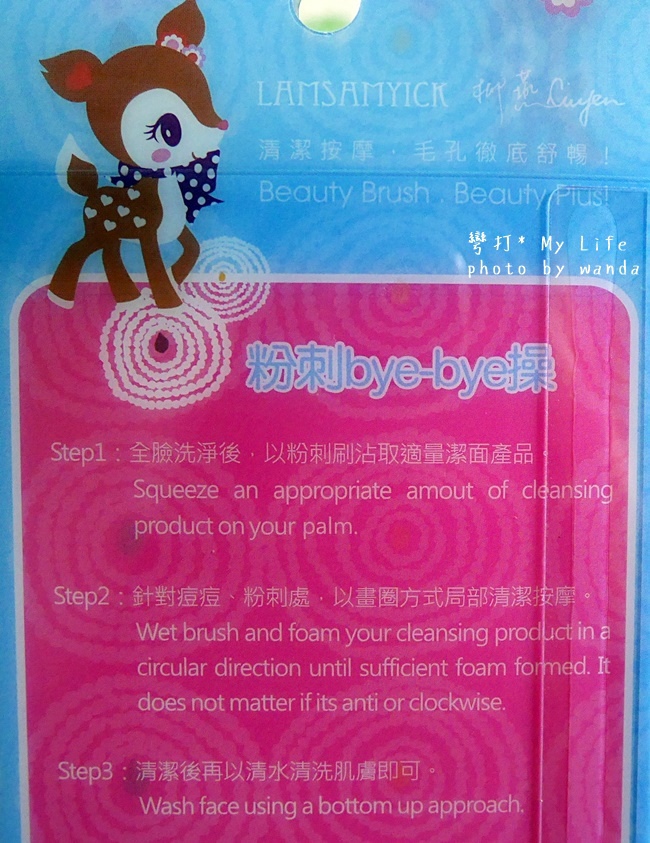 LAMSAMYICK 柳燕 Liuyen
清潔按摩．毛孔徹底舒暢！
Beauty Brush . Beauty Plus!
彎打* My Life
photo by wanda
粉刺bye-bye操
Step1：全臉洗淨後，以粉刺刷沾取適量潔面產品。
Squeeze an appropriate amout of cleansing
product on your palm.
Step2：針對痘痘、粉刺處，以畫圈方式局部清潔按摩。
Wet brush and foam your cleansing product in a
circular direction until sufficient foam formed. It
does not matter if its anti or clockwise.
Step3：清潔後再以清水清洗肌膚即可。
Wash face using a bottom up approach.